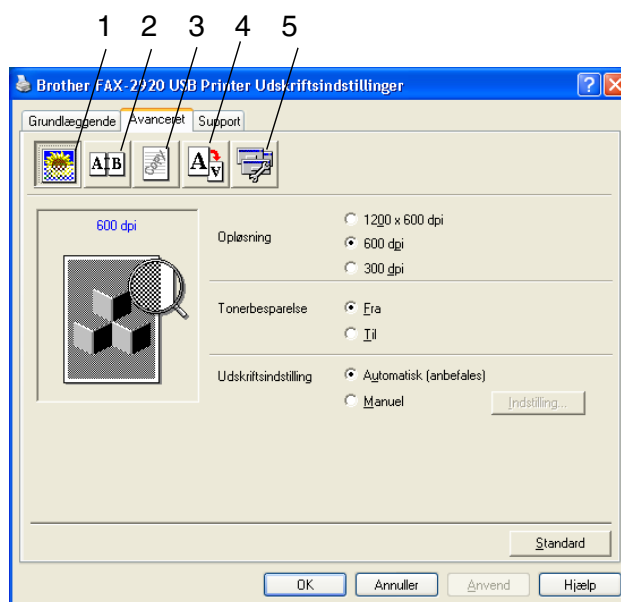 1 2 3 4 5
Brother FAX-2920 USB Printer Udskriftsindstillinger
Grundlæggende Avanceret Support
A B A A
600 dpi
Opløsning
1200 x 600 dpi
600 dpi
300 dpi
Tonerbesparelse
Fra
Til
Udskriftsindstilling
Automatisk (anbefales)
Manuel
Indstilling...
Standard
OK Annuller Anvend Hjælp